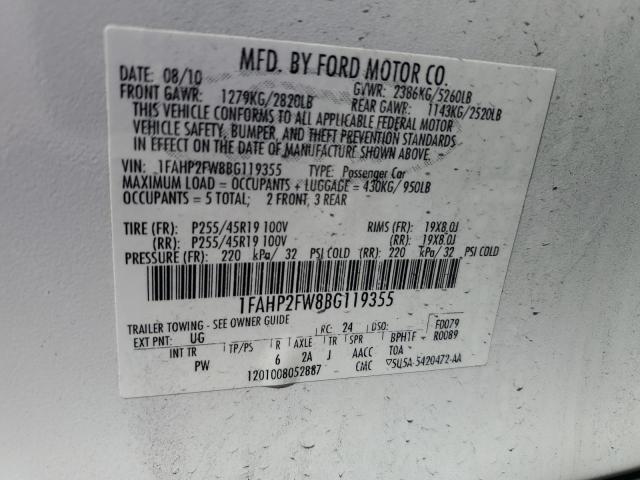 MFD. BY FORD MOTOR CO.
DATE: 08/10 GVWR: 2386KG/5260LB
FRONT GAWR: 1279KG/2820LB REAR GAWR: 1143KG/2520LB
THIS VEHICLE CONFORMS TO ALL APPLICABLE FEDERAL MOTOR
VEHICLE SAFETY, BUMPER, AND THEFT PREVENTION STANDARDS
IN EFFECT ON THE DATE OF MANUFACTURE SHOWN ABOVE.
VIN: 1FAHP2FW8BG119355 TYPE: Passenger Car
MAXIMUM LOAD = OCCUPANTS + LUGGAGE = 430KG/ 950LB
OCCUPANTS = 5 TOTAL; 2 FRONT, 3 REAR
TIRE (FR): P255/45R19 100V RIMS (FR): 19X8.0J
(RR): P255/45R19 100V (RR): 19X8.0J
PRESSURE (FR): 220 kPa/ 32 PSI COLD (RR): 220 kPa/ 32 PSI COLD
1FAHP2FW8BG119355
TRAILER TOWING - SEE OWNER GUIDE RC: 24 DSO: F0079
EXT PNT: UG R0089
INT TR TP/PS R AXLE TR SPR BPHTF
PW 6 2A J AACC TOA
1201008052887 CMC 5U5A-5420472-AA